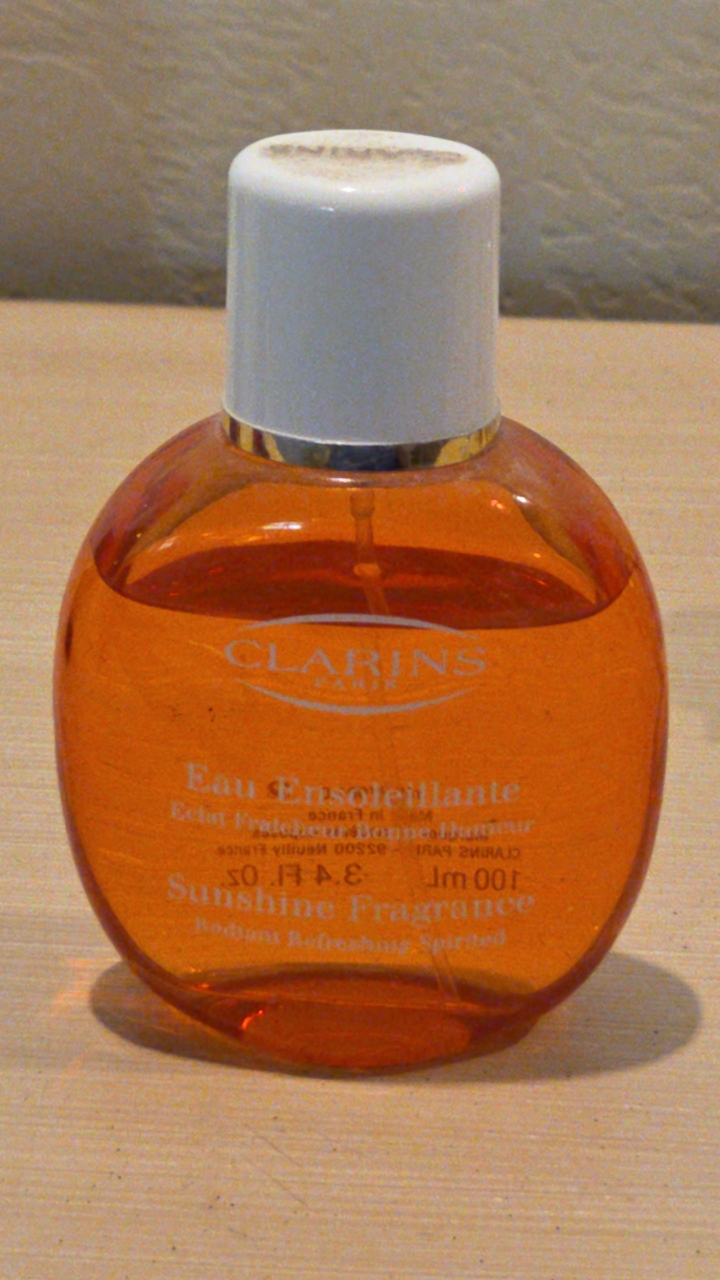 CLARINS
PARIS
Eau Ensoleillante
Eclat Fraîcheur Bonne Humeur
Made in France
CLARINS PARIS - 92200 Neuilly France
100 mL 3.4 Fl. Oz.
Sunshine Fragrance
Radiant Refreshing Spirited